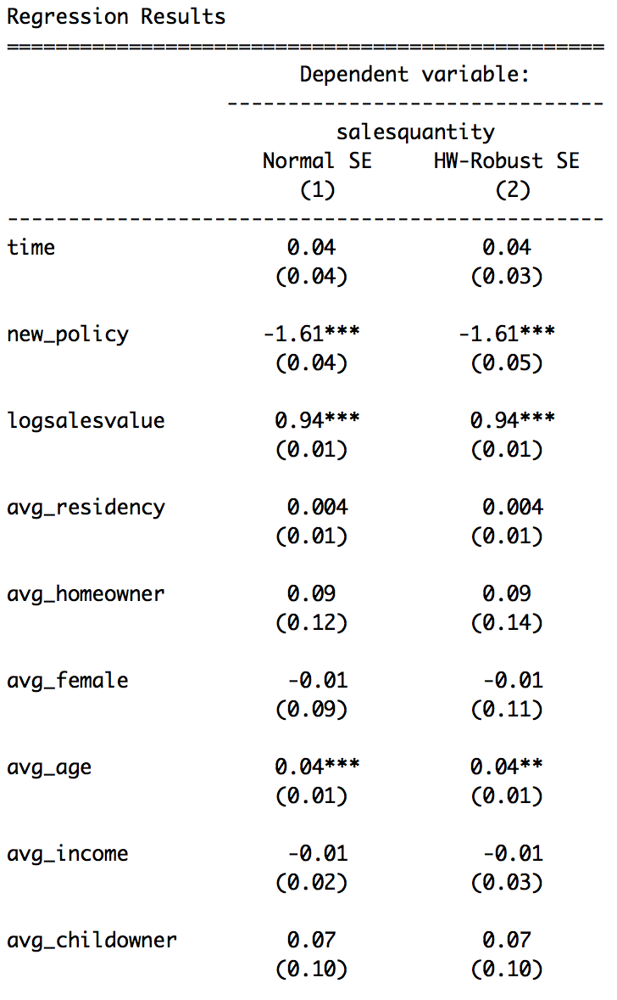 Regression Results
=================================================
Dependent variable:
-------------------------------
salesquantity
Normal SE HW-Robust SE
(1) (2)
-------------------------------------------------
time 0.04 0.04
(0.04) (0.03)
new_policy -1.61*** -1.61***
(0.04) (0.05)
logsalesvalue 0.94*** 0.94***
(0.01) (0.01)
avg_residency 0.004 0.004
(0.01) (0.01)
avg_homeowner 0.09 0.09
(0.12) (0.14)
avg_female -0.01 -0.01
(0.09) (0.11)
avg_age 0.04*** 0.04**
(0.01) (0.01)
avg_income -0.01 -0.01
(0.02) (0.03)
avg_childowner 0.07 0.07
(0.10) (0.10)